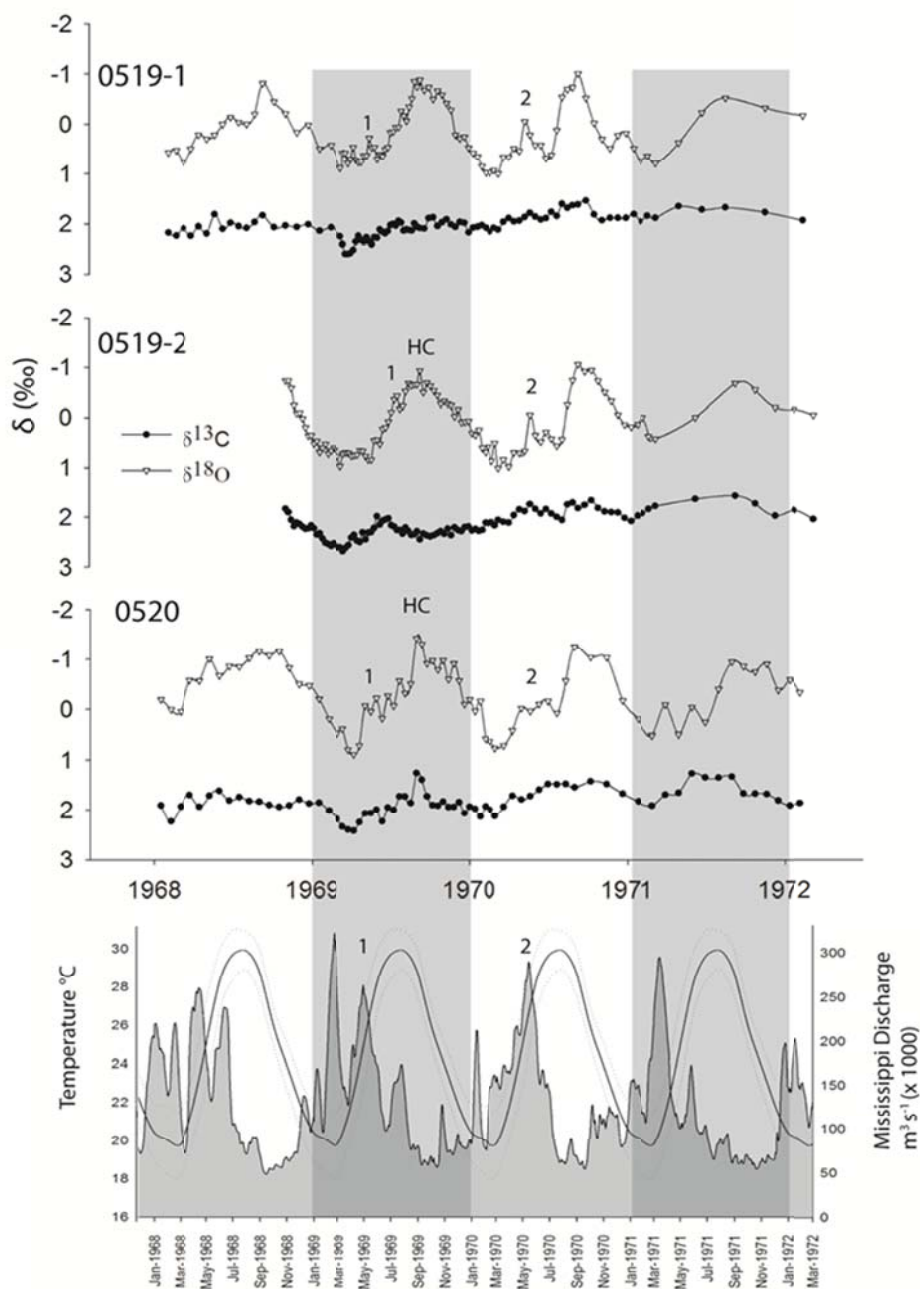 -2
0519-1
-1
0
1
2
3
1
2
-2
0519-2
HC
-1
1
2
0
1
2
3
δ (‰)
δ13C
δ18O
-2
0520
HC
-1
1
2
0
1
2
3
1968
1969
1970
1971
1972
30
28
26
24
22
20
18
16
Temperature °C
1
2
300
250
200
150
100
50
0
Mississippi Discharge
m3 s-1 (x 1000)
Jan-1968
Mar-1968
May-1968
Jul-1968
Sep-1968
Nov-1968
Jan-1969
Mar-1969
May-1969
Jul-1969
Sep-1969
Nov-1969
Jan-1970
Mar-1970
May-1970
Jul-1970
Sep-1970
Nov-1970
Jan-1971
Mar-1971
May-1971
Jul-1971
Sep-1971
Nov-1971
Jan-1972
Mar-1972